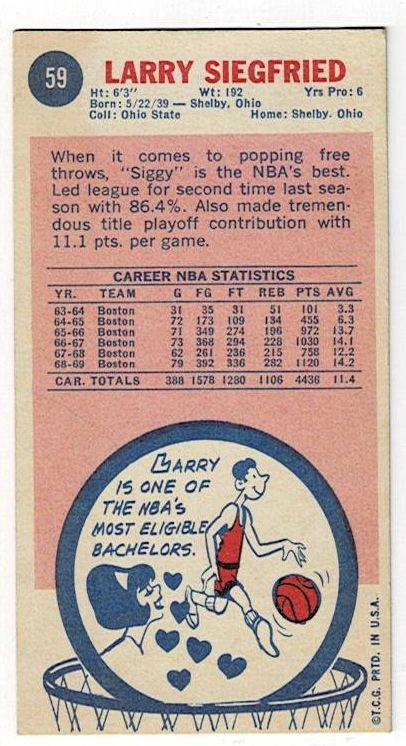 59
LARRY SIEGFRIED
Ht: 6'3" Wt: 192 Yrs Pro: 6
Born: 5/22/39 — Shelby, Ohio
Coll: Ohio State Home: Shelby, Ohio
When it comes to popping free
throws, "Siggy" is the NBA's best.
Led league for second time last sea-
son with 86.4%. Also made tremen-
dous title playoff contribution with
11.1 pts. per game.
CAREER NBA STATISTICS
YR. TEAM G FG FT REB PTS AVG
63-64 Boston 31 35 31 51 101 3.3
64-65 Boston 72 173 109 134 455 6.3
65-66 Boston 71 349 274 196 972 13.7
66-67 Boston 73 368 294 228 1030 14.1
67-68 Boston 62 261 236 215 758 12.2
68-69 Boston 79 392 336 282 1120 14.2
CAR. TOTALS 388 1578 1280 1106 4436 11.4
LARRY
IS ONE OF
THE NBA'S
MOST ELIGIBLE
BACHELORS.
©T.C.G. PRTD. IN U.S.A.